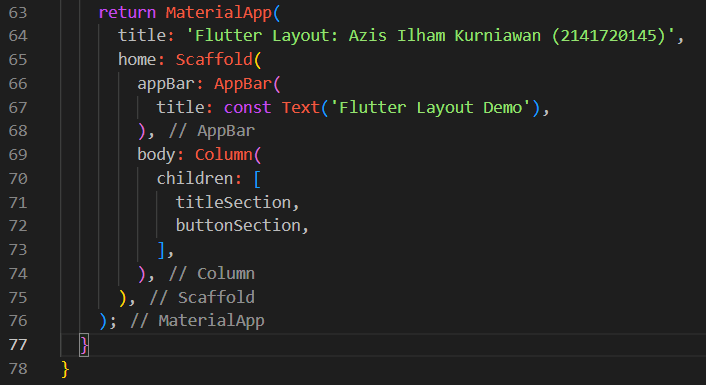 63 return MaterialApp(
64 title: 'Flutter Layout: Azis Ilham Kurniawan (2141720145)',
65 home: Scaffold(
66 appBar: AppBar(
67 title: const Text('Flutter Layout Demo'),
68 ), // AppBar
69 body: Column(
70 children: [
71 titleSection,
72 buttonSection,
73 ],
74 ), // Column
75 ), // Scaffold
76 ); // MaterialApp
77 }
78 }